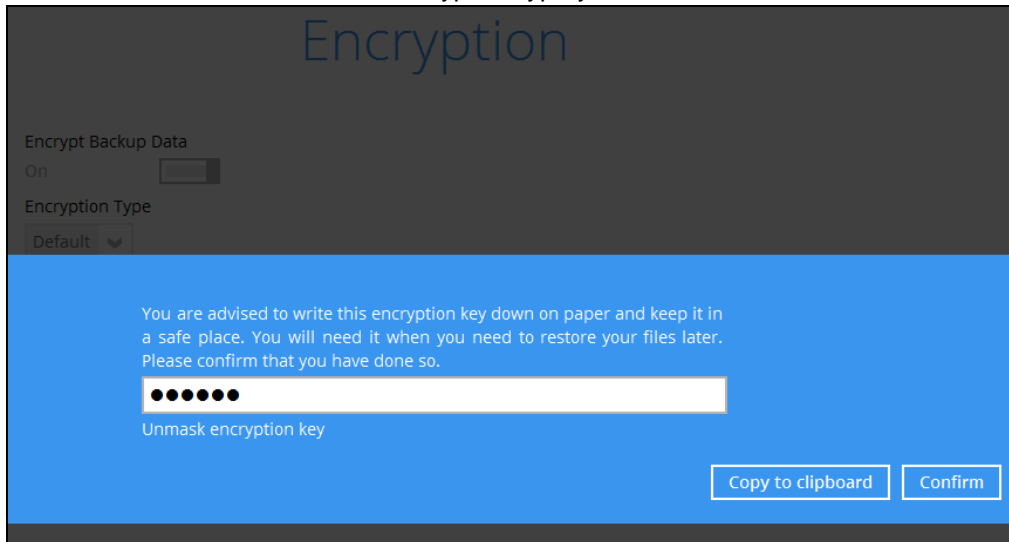 Encryption
Encrypt Backup Data
On
Encryption Type
Default
You are advised to write this encryption key down on paper and keep it in
a safe place. You will need it when you need to restore your files later.
Please confirm that you have done so.
Unmask encryption key
Copy to clipboard
Confirm